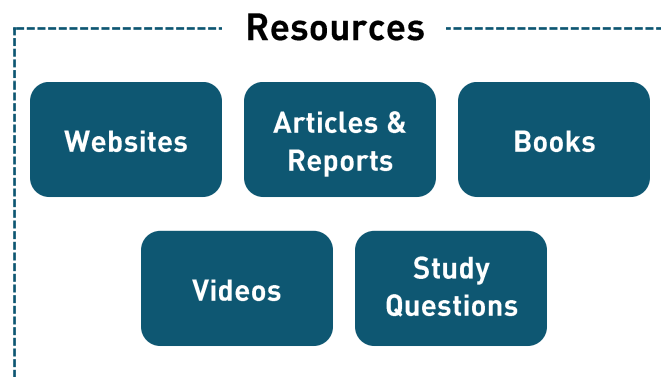 Resources
Websites
Articles &
Reports
Books
Videos
Study
Questions